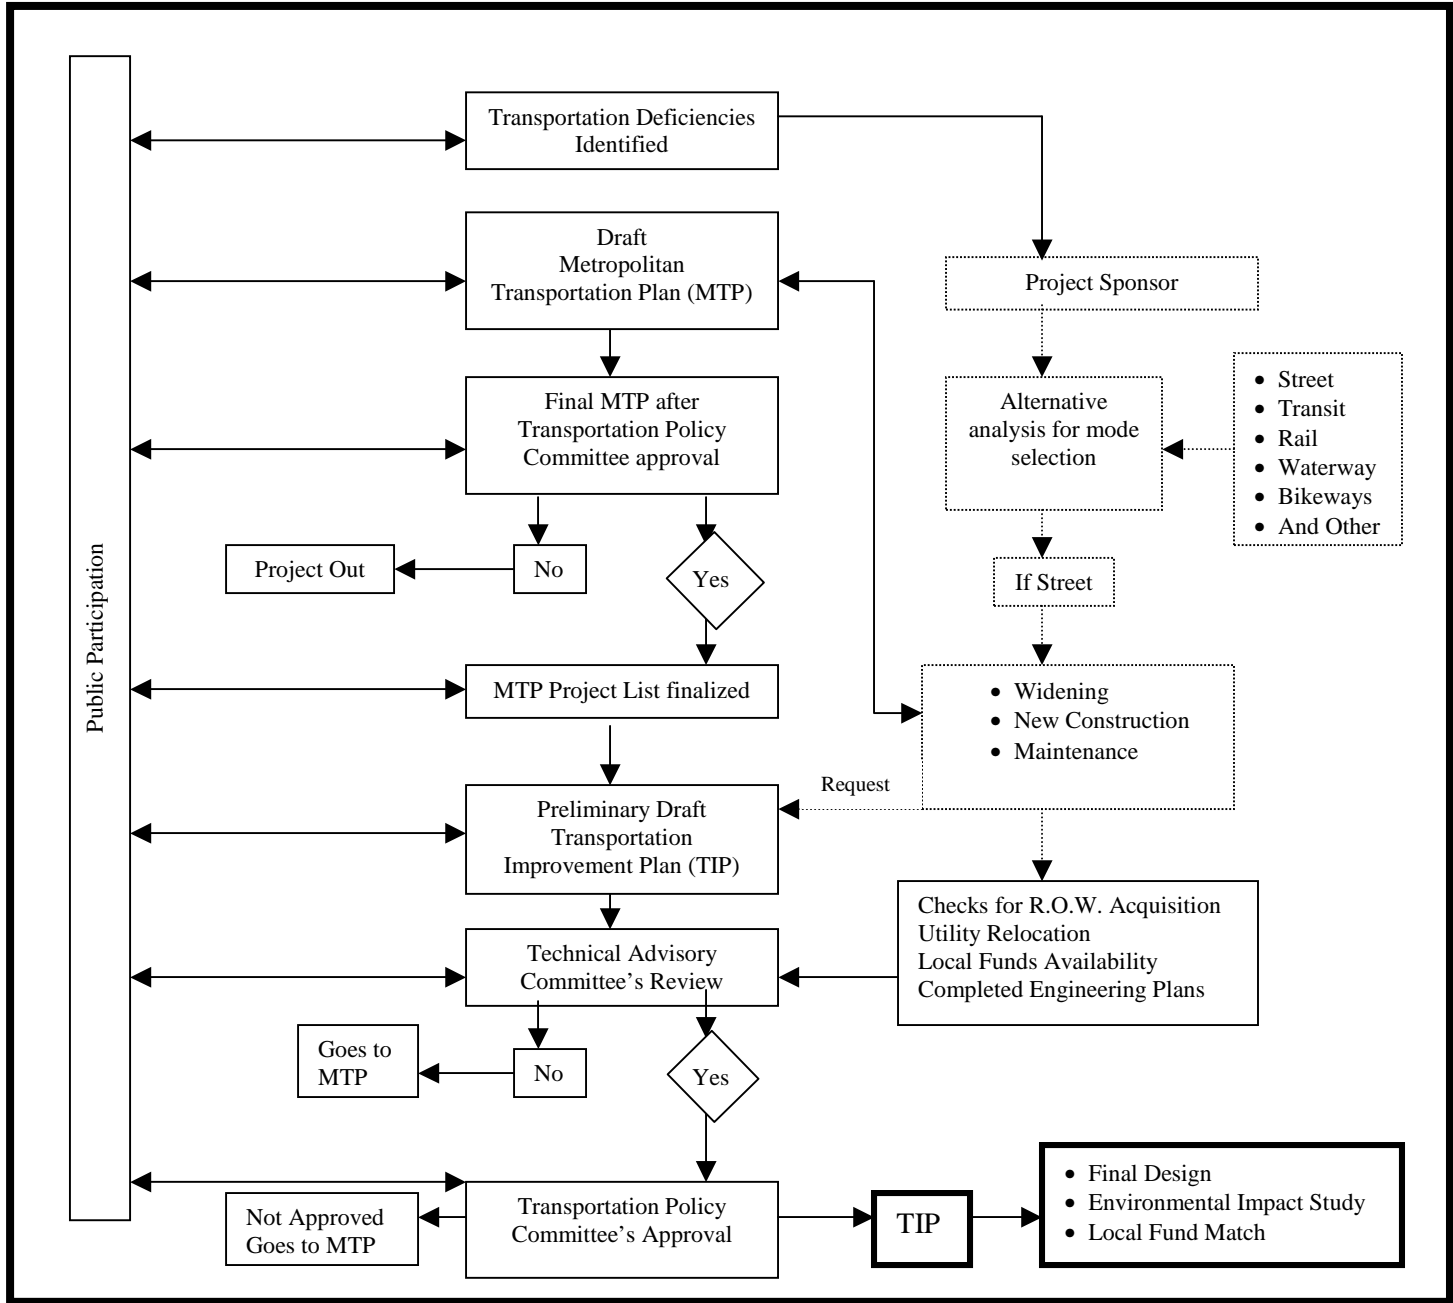 Public Participation
Transportation Deficiencies
Identified
Draft
Metropolitan
Transportation Plan (MTP)
Project Sponsor
Final MTP after
Transportation Policy
Committee approval
Alternative
analysis for mode
selection
• Street
• Transit
• Rail
• Waterway
• Bikeways
• And Other
Project Out
No
Yes
If Street
MTP Project List finalized
• Widening
• New Construction
• Maintenance
Request
Preliminary Draft
Transportation
Improvement Plan (TIP)
Checks for R.O.W. Acquisition
Utility Relocation
Local Funds Availability
Completed Engineering Plans
Technical Advisory
Committee’s Review
Goes to
MTP
No
Yes
Not Approved
Goes to MTP
Transportation Policy
Committee’s Approval
TIP
• Final Design
• Environmental Impact Study
• Local Fund Match